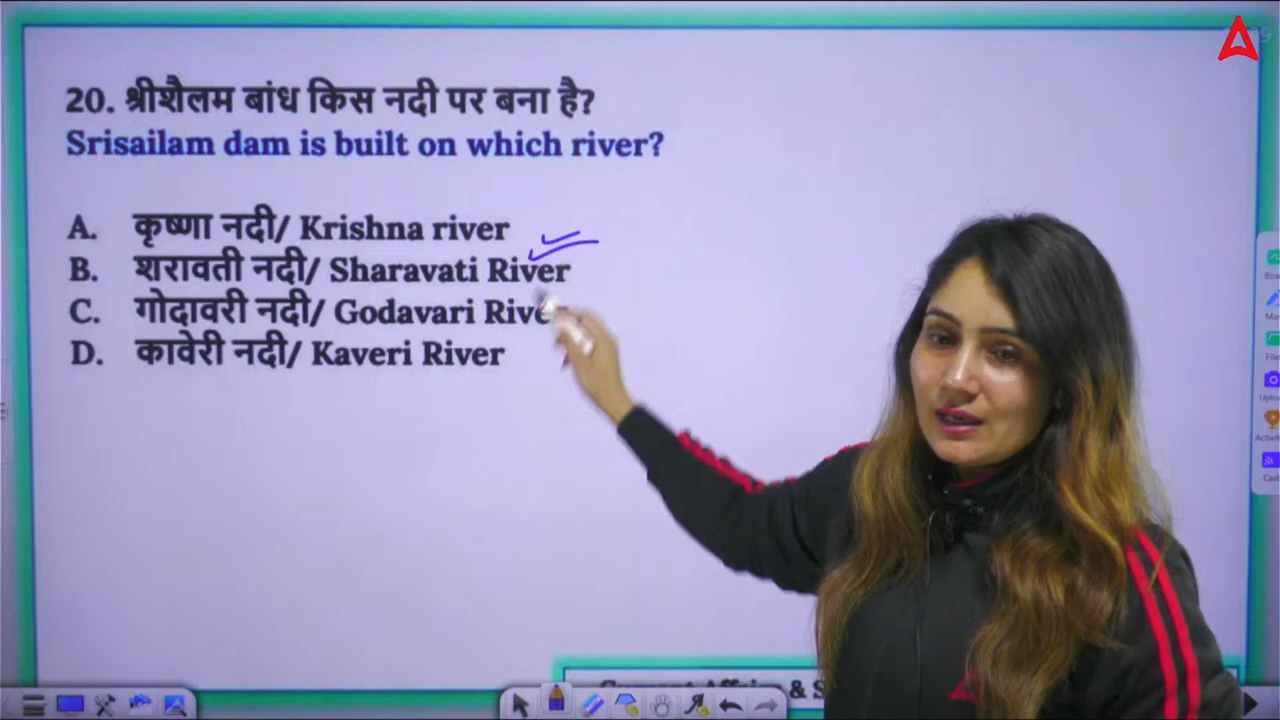 20. श्रीशैलम बांध किस नदी पर बना है?
Srisailam dam is built on which river?
A. कृष्णा नदी/ Krishna river
B. शरावती नदी/ Sharavati River
C. गोदावरी नदी/ Godavari Rive
D. कावेरी नदी/ Kaveri River